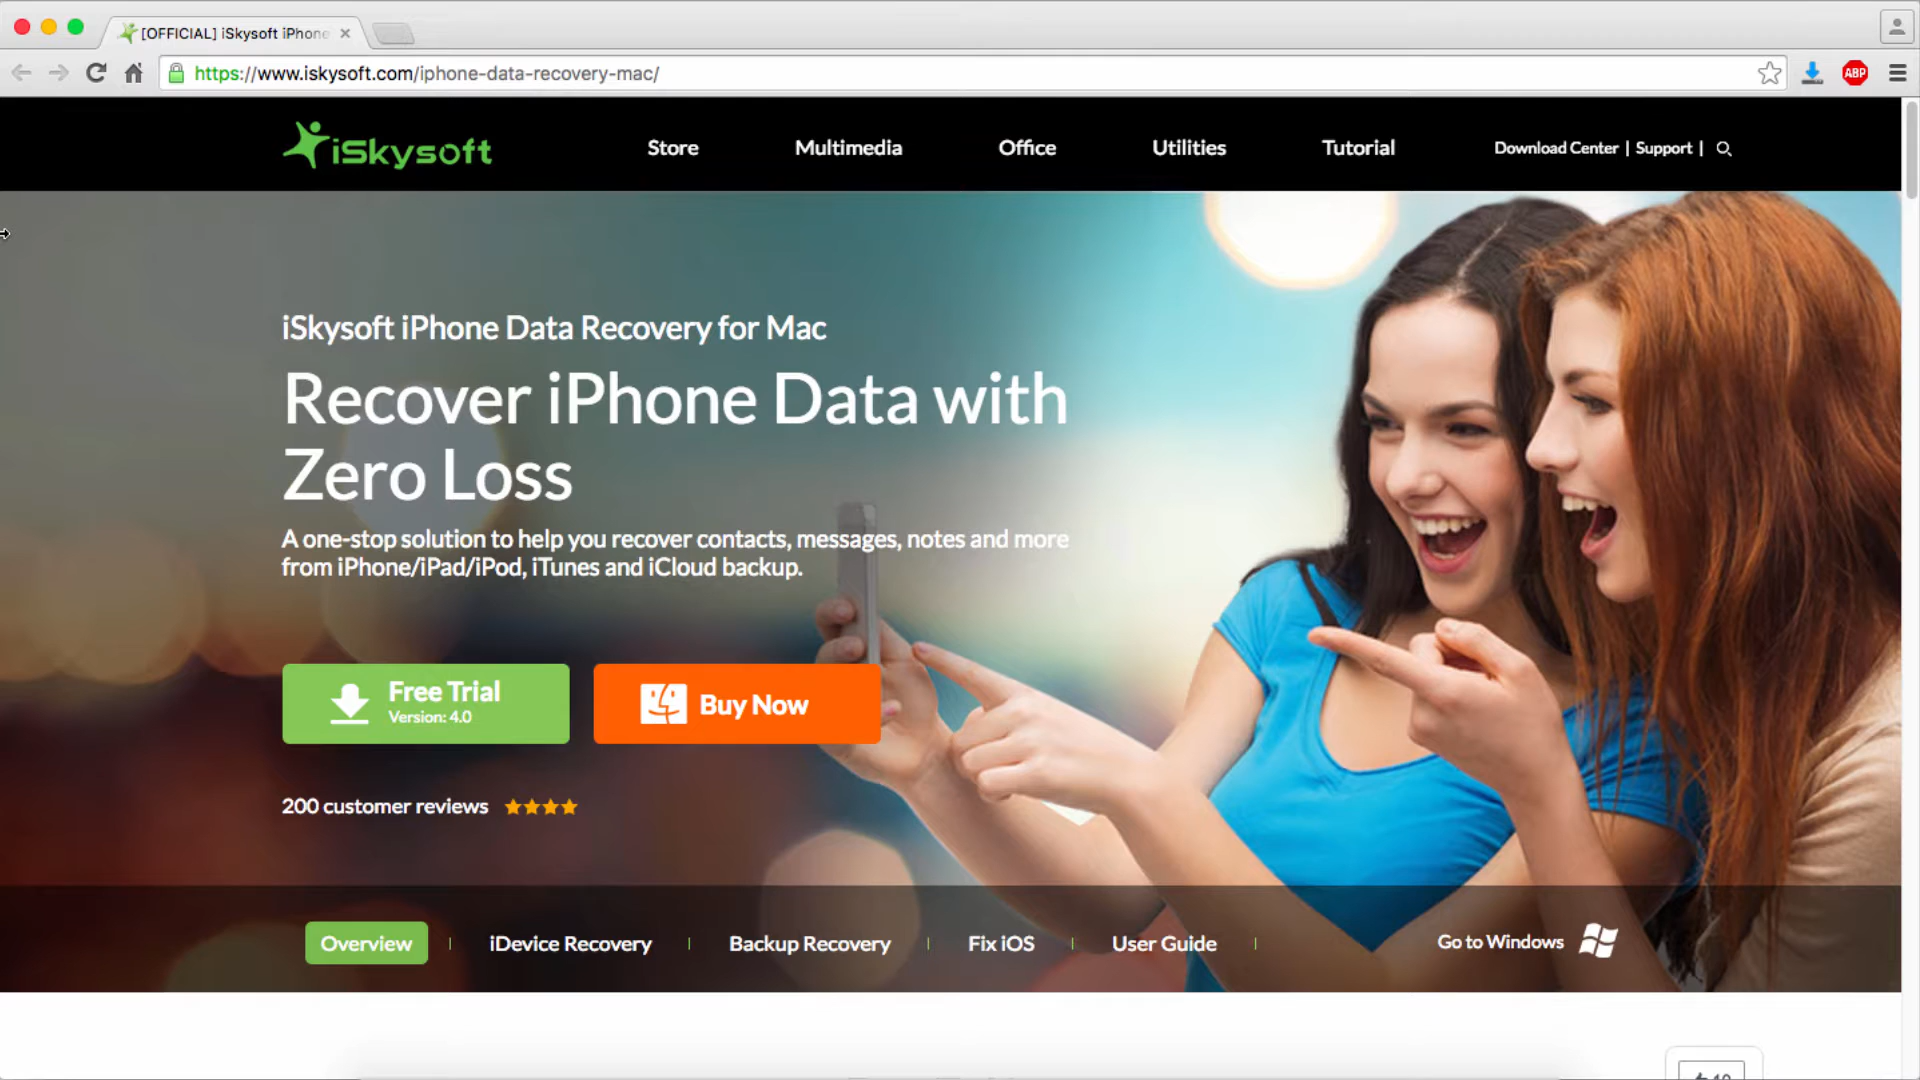 [OFFICIAL] iSkysoft iPhone
https://www.iskysoft.com/iphone-data-recovery-mac/
ABP
iSkysoft
Store
Multimedia
Office
Utilities
Tutorial
Download Center | Support |
iSkysoft iPhone Data Recovery for Mac
Recover iPhone Data with
Zero Loss
A one-stop solution to help you recover contacts, messages, notes and more
from iPhone/iPad/iPod, iTunes and iCloud backup.
Free Trial
Version: 4.0
Buy Now
200 customer reviews
Overview
iDevice Recovery
Backup Recovery
Fix iOS
User Guide
Go to Windows